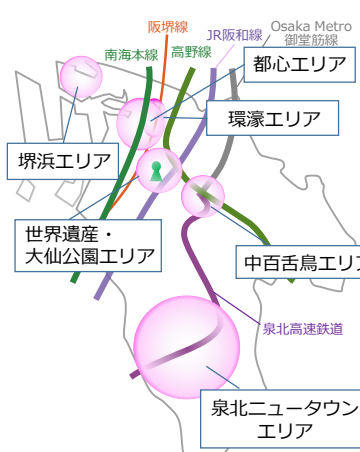 阪堺線
Osaka Metro
御堂筋線
JR阪和線
南海本線
高野線
都心エリア
環濠エリア
堺浜エリア
世界遺産・
大仙公園エリア
中百舌鳥エリア
泉北高速鉄道
泉北ニュータウン
エリア